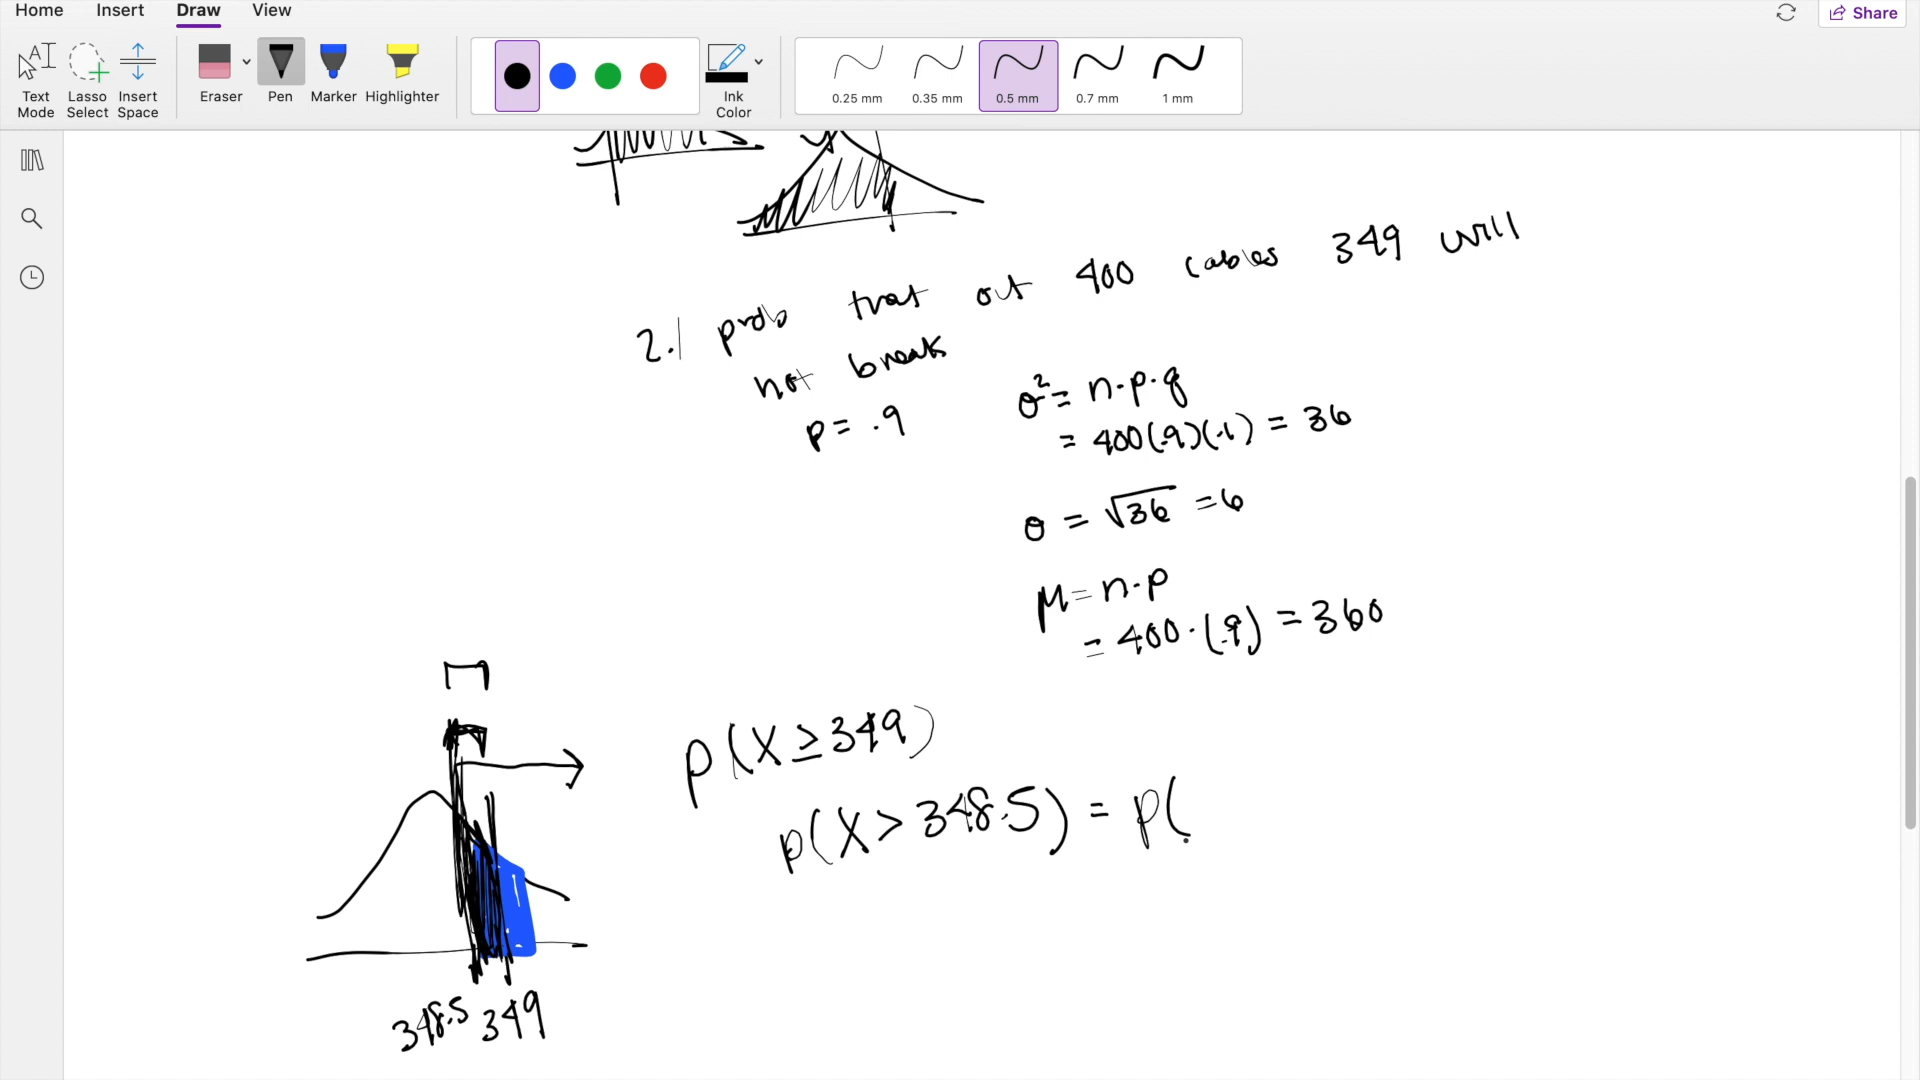 Home Insert Draw View
Share
Text Mode
Lasso Select
Insert Space
Eraser
Pen
Marker
Highlighter
Ink Color
0.25 mm
0.35 mm
0.5 mm
0.7 mm
1 mm
2.) prob that out 400 cables 349 will
not break
p = .9
σ² = n·p·q
= 400(.9)(.1) = 36
σ = √36 = 6
μ = n·p
= 400·(.9) = 360
P(X ≥ 349)
P(X > 348.5) = P(
348.5 349